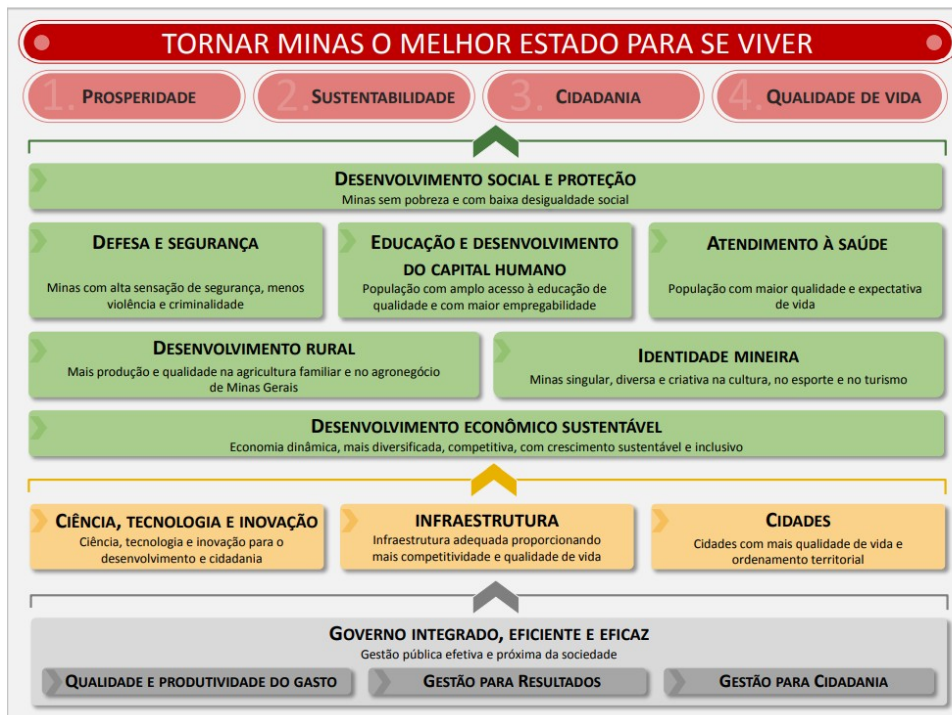 TORNAR MINAS O MELHOR ESTADO PARA SE VIVER
1. PROSPERIDADE
2. SUSTENTABILIDADE
3. CIDADANIA
4. QUALIDADE DE VIDA
DESENVOLVIMENTO SOCIAL E PROTEÇÃO
Minas sem pobreza e com baixa desigualdade social
DEFESA E SEGURANÇA
Minas com alta sensação de segurança, menos
violência e criminalidade
EDUCAÇÃO E DESENVOLVIMENTO
DO CAPITAL HUMANO
População com amplo acesso à educação de
qualidade e com maior empregabilidade
ATENDIMENTO À SAÚDE
População com maior qualidade e expectativa
de vida
DESENVOLVIMENTO RURAL
Mais produção e qualidade na agricultura familiar e no agronegócio
de Minas Gerais
IDENTIDADE MINEIRA
Minas singular, diversa e criativa na cultura, no esporte e no turismo
DESENVOLVIMENTO ECONÔMICO SUSTENTÁVEL
Economia dinâmica, mais diversificada, competitiva, com crescimento sustentável e inclusivo
CIÊNCIA, TECNOLOGIA E INOVAÇÃO
Ciência, tecnologia e inovação para o
desenvolvimento e cidadania
INFRAESTRUTURA
Infraestrutura adequada proporcionando
mais competitividade e qualidade de vida
CIDADES
Cidades com mais qualidade de vida e
ordenamento territorial
GOVERNO INTEGRADO, EFICIENTE E EFICAZ
Gestão pública efetiva e próxima da sociedade
QUALIDADE E PRODUTIVIDADE DO GASTO
GESTÃO PARA RESULTADOS
GESTÃO PARA CIDADANIA